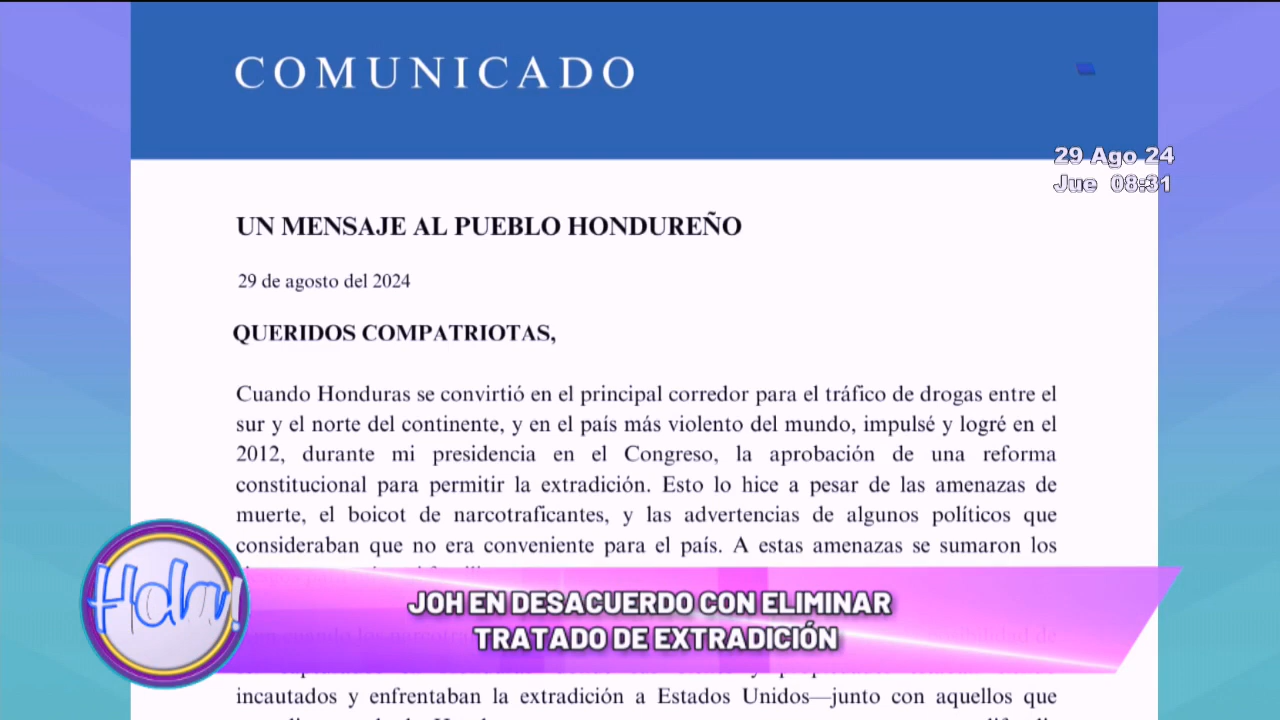 COMUNICADO
29 Ago 24
Jue 08:31
UN MENSAJE AL PUEBLO HONDUREÑO
29 de agosto del 2024
QUERIDOS COMPATRIOTAS,
Cuando Honduras se convirtió en el principal corredor para el tráfico de drogas entre el
sur y el norte del continente, y en el país más violento del mundo, impulsé y logré en el
2012, durante mi presidencia en el Congreso, la aprobación de una reforma
constitucional para permitir la extradición. Esto lo hice a pesar de las amenazas de
muerte, el boicot de narcotraficantes, y las advertencias de algunos políticos que
consideraban que no era conveniente para el país. A estas amenazas se sumaron los
JOH EN DESACUERDO CON ELIMINAR
TRATADO DE EXTRADICIÓN
incautados y enfrentaban la extradición a Estados Unidos—junto con aquellos que